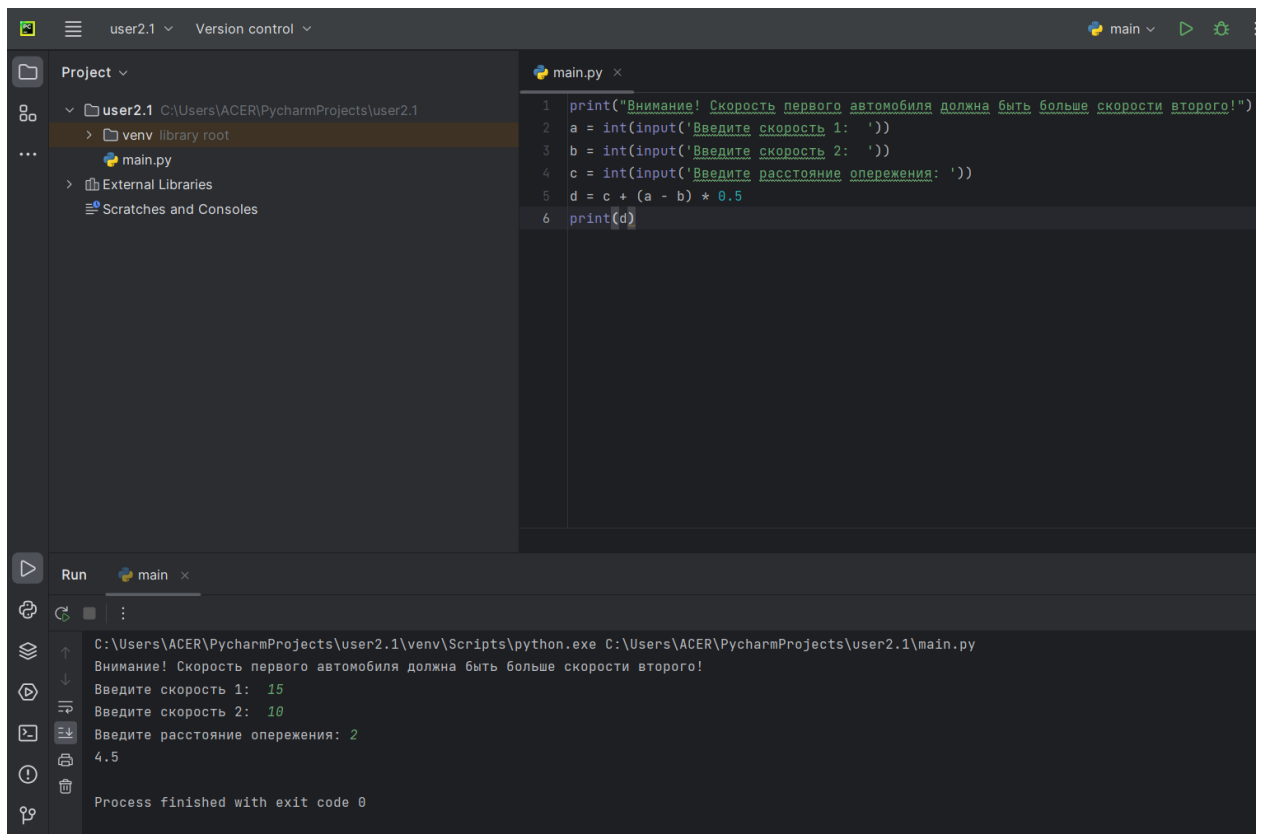 user2.1 Version control main
Project
user2.1 C:\Users\ACER\PycharmProjects\user2.1
venv library root
main.py
External Libraries
Scratches and Consoles
main.py
1 print("Внимание! Скорость первого автомобиля должна быть больше скорости второго!")
2 a = int(input('Введите скорость 1:  '))
3 b = int(input('Введите скорость 2:  '))
4 c = int(input('Введите расстояние опережения: '))
5 d = c + (a - b) * 0.5
6 print(d)
Run main
C:\Users\ACER\PycharmProjects\user2.1\venv\Scripts\python.exe C:\Users\ACER\PycharmProjects\user2.1\main.py
Внимание! Скорость первого автомобиля должна быть больше скорости второго!
Введите скорость 1:  15
Введите скорость 2:  10
Введите расстояние опережения: 2
4.5
Process finished with exit code 0